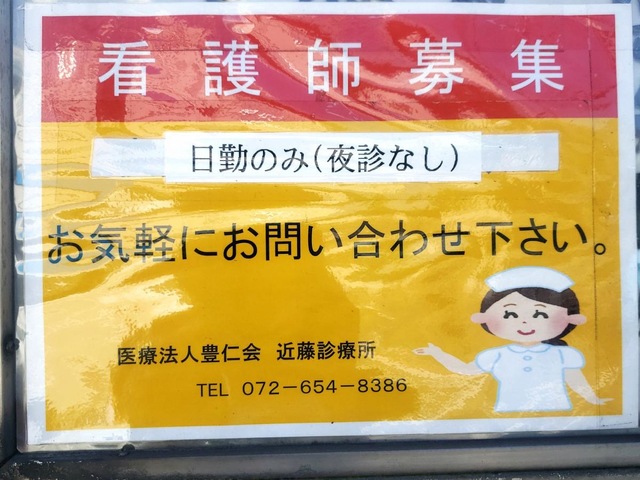 看護師募集
日勤のみ(夜診なし)
お気軽にお問い合わせ下さい。
医療法人豊仁会 近藤診療所
TEL 072-654-8386